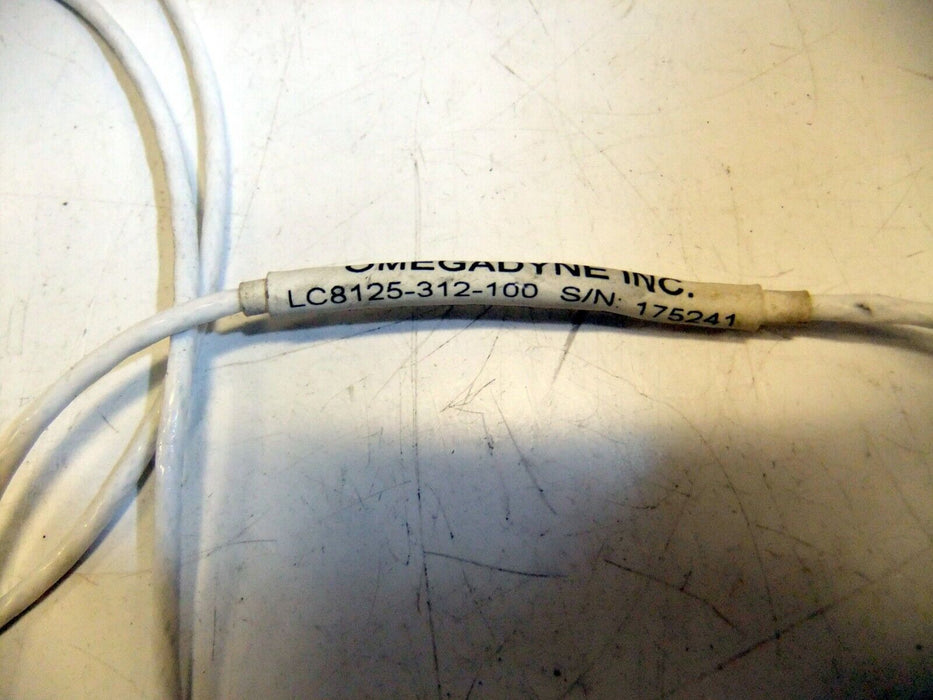 OMEGADYNE INC.
LC8125-312-100 S/N: 175241